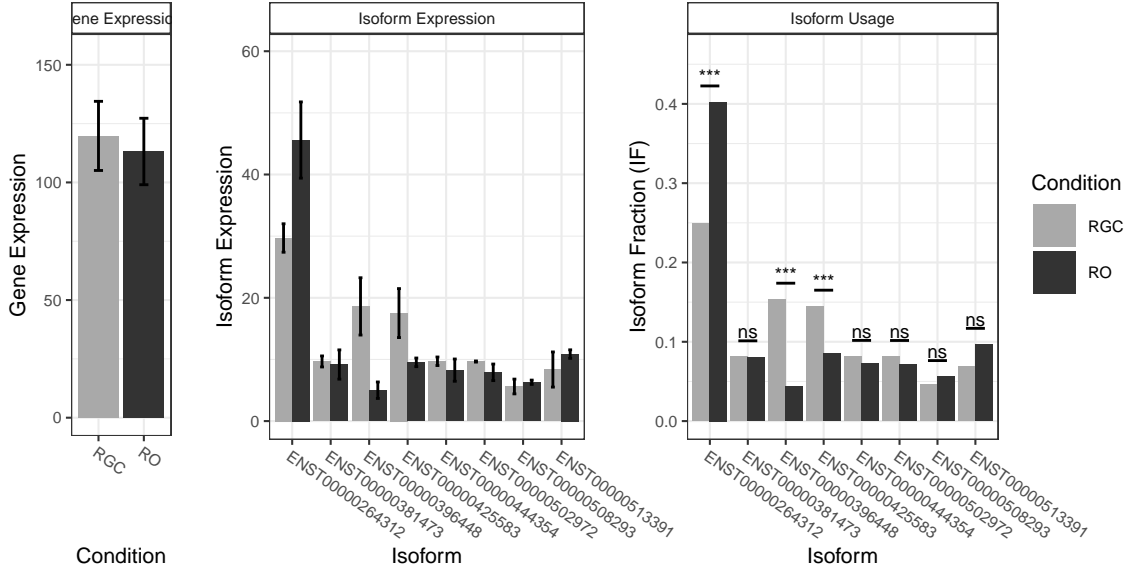 ene Expressio
Gene Expression
150
100
50
0
RGC
RO
Condition
Isoform Expression
Isoform Expression
60
40
20
0
ENST00000264312
ENST00000381473
ENST00000396448
ENST00000425583
ENST00000444354
ENST00000502972
ENST00000508293
ENST00000513391
Isoform
Isoform Usage
Isoform Fraction (IF)
0.4
0.3
0.2
0.1
0.0
***
ns
***
***
ns
ns
ns
ns
ENST00000264312
ENST00000381473
ENST00000396448
ENST00000425583
ENST00000444354
ENST00000502972
ENST00000508293
ENST00000513391
Isoform
Condition
RGC
RO